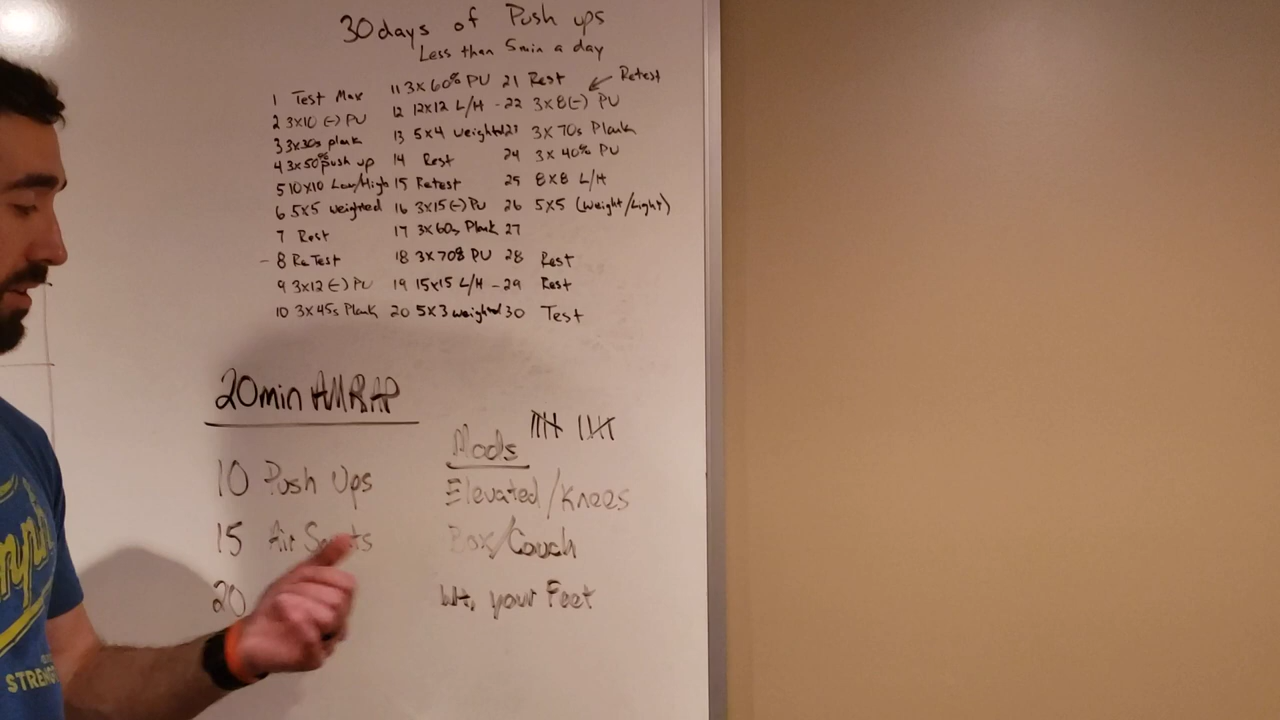 30days of Push ups
Less than 5min a day
1 Test Max
2 3x10 (-) PU
3 3x30s plank
4 3x50% push up
5 10x10 Low/High
6 5x5 weighted
7 Rest
- 8 ReTest
9 3x12 (-) PU
10 3x45s Plank
11 3x60% PU
12 12x12 L/H
13 5x4 weighted
14 Rest
15 Retest
16 3x15 (-) PU
17 3x60s Plank
18 3x70% PU
19 15x15 L/H
20 5x3 weighted
21 Rest
Retest
- 22 3x8 (-) PU
3x70s Plank
24 3x40% PU
25 8x8 L/H
26 5x5 (Weight/Light)
27
28 Rest
- 29 Rest
30 Test
20min AMRAP
10 Push Ups
15 Air
20
Mods
Elevated/Knees
Box/Couch
your Feet